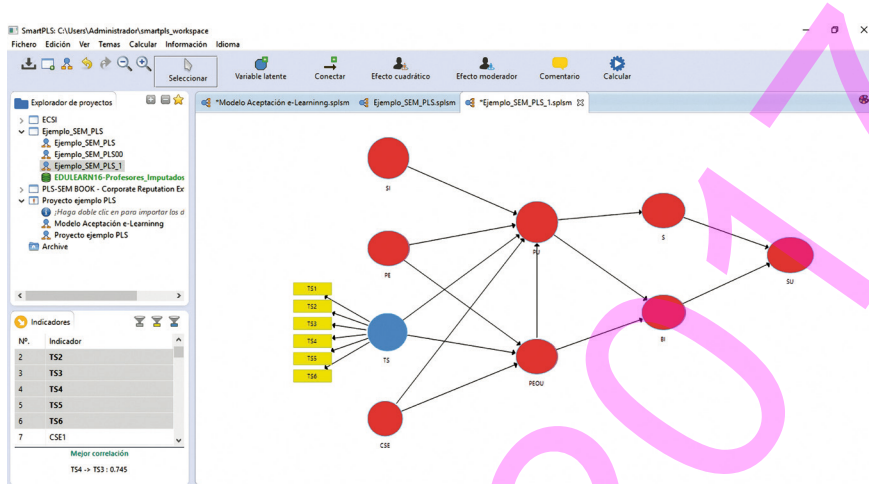 SmartPLS: C:\Users\Administrador\smartpls_workspace
Fichero Edición Ver Temas Calcular Información Idioma
Seleccionar Variable latente Conectar Efecto cuadrático Efecto moderador Comentario Calcular
Explorador de proyectos
ECSI
Ejemplo_SEM_PLS
Ejemplo_SEM_PLS
Ejemplo_SEM_PLS00
Ejemplo_SEM_PLS_1
EDULEARN16-Profesores_Imputados
PLS-SEM BOOK - Corporate Reputation Ex
Proyecto ejemplo PLS
¡Haga doble clic en para importar los d
Modelo Aceptación e-Learninng
Proyecto ejemplo PLS
Archive
Indicadores
Nº. Indicador
2 TS2
3 TS3
4 TS4
5 TS5
6 TS6
7 CSE1
Mejor correlación
TS4 -> TS3 : 0.745
*Modelo Aceptación e-Learninng.splsm Ejemplo_SEM_PLS.splsm *Ejemplo_SEM_PLS_1.splsm
SI
PE
PU
S
SU
TS1
TS2
TS3
TS4
TS5
TS6
TS
PEOU
BI
CSE